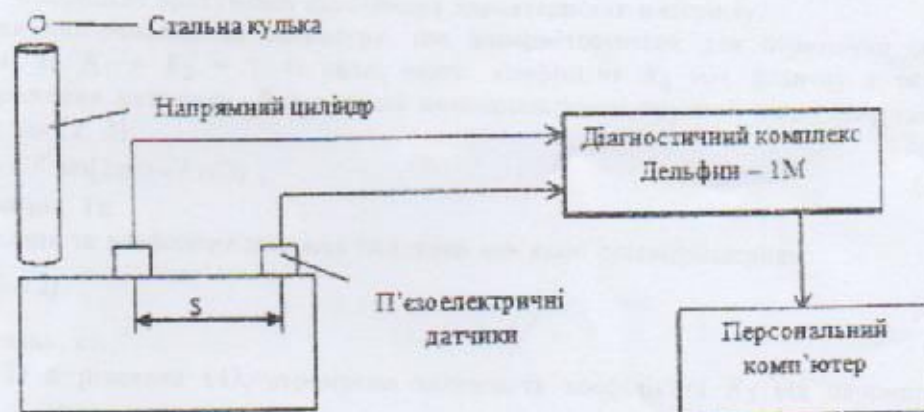 Стальна кулька
Напрямний циліндр
Діагностичний комплекс
Дельфин – 1М
S
П'єзоелектричні
датчики
Персональний
комп'ютер